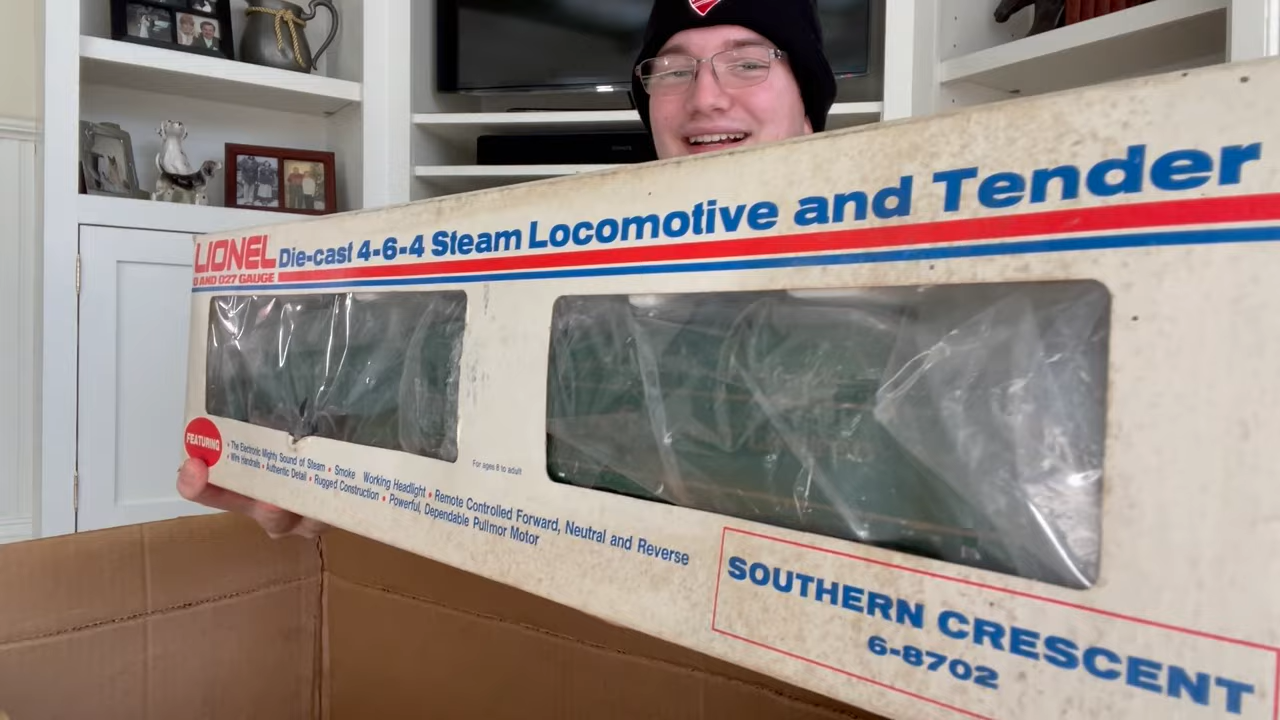 LIONEL
O AND O27 GAUGE
Die-cast 4-6-4 Steam Locomotive and Tender
FEATURING
• The Electronic Mighty Sound of Steam • Smoke Working Headlight • Remote Controlled Forward, Neutral and Reverse
• Wire Handrails • Authentic Detail • Rugged Construction • Powerful, Dependable Pullmor Motor
For ages 8 to adult
SOUTHERN CRESCENT
6-8702